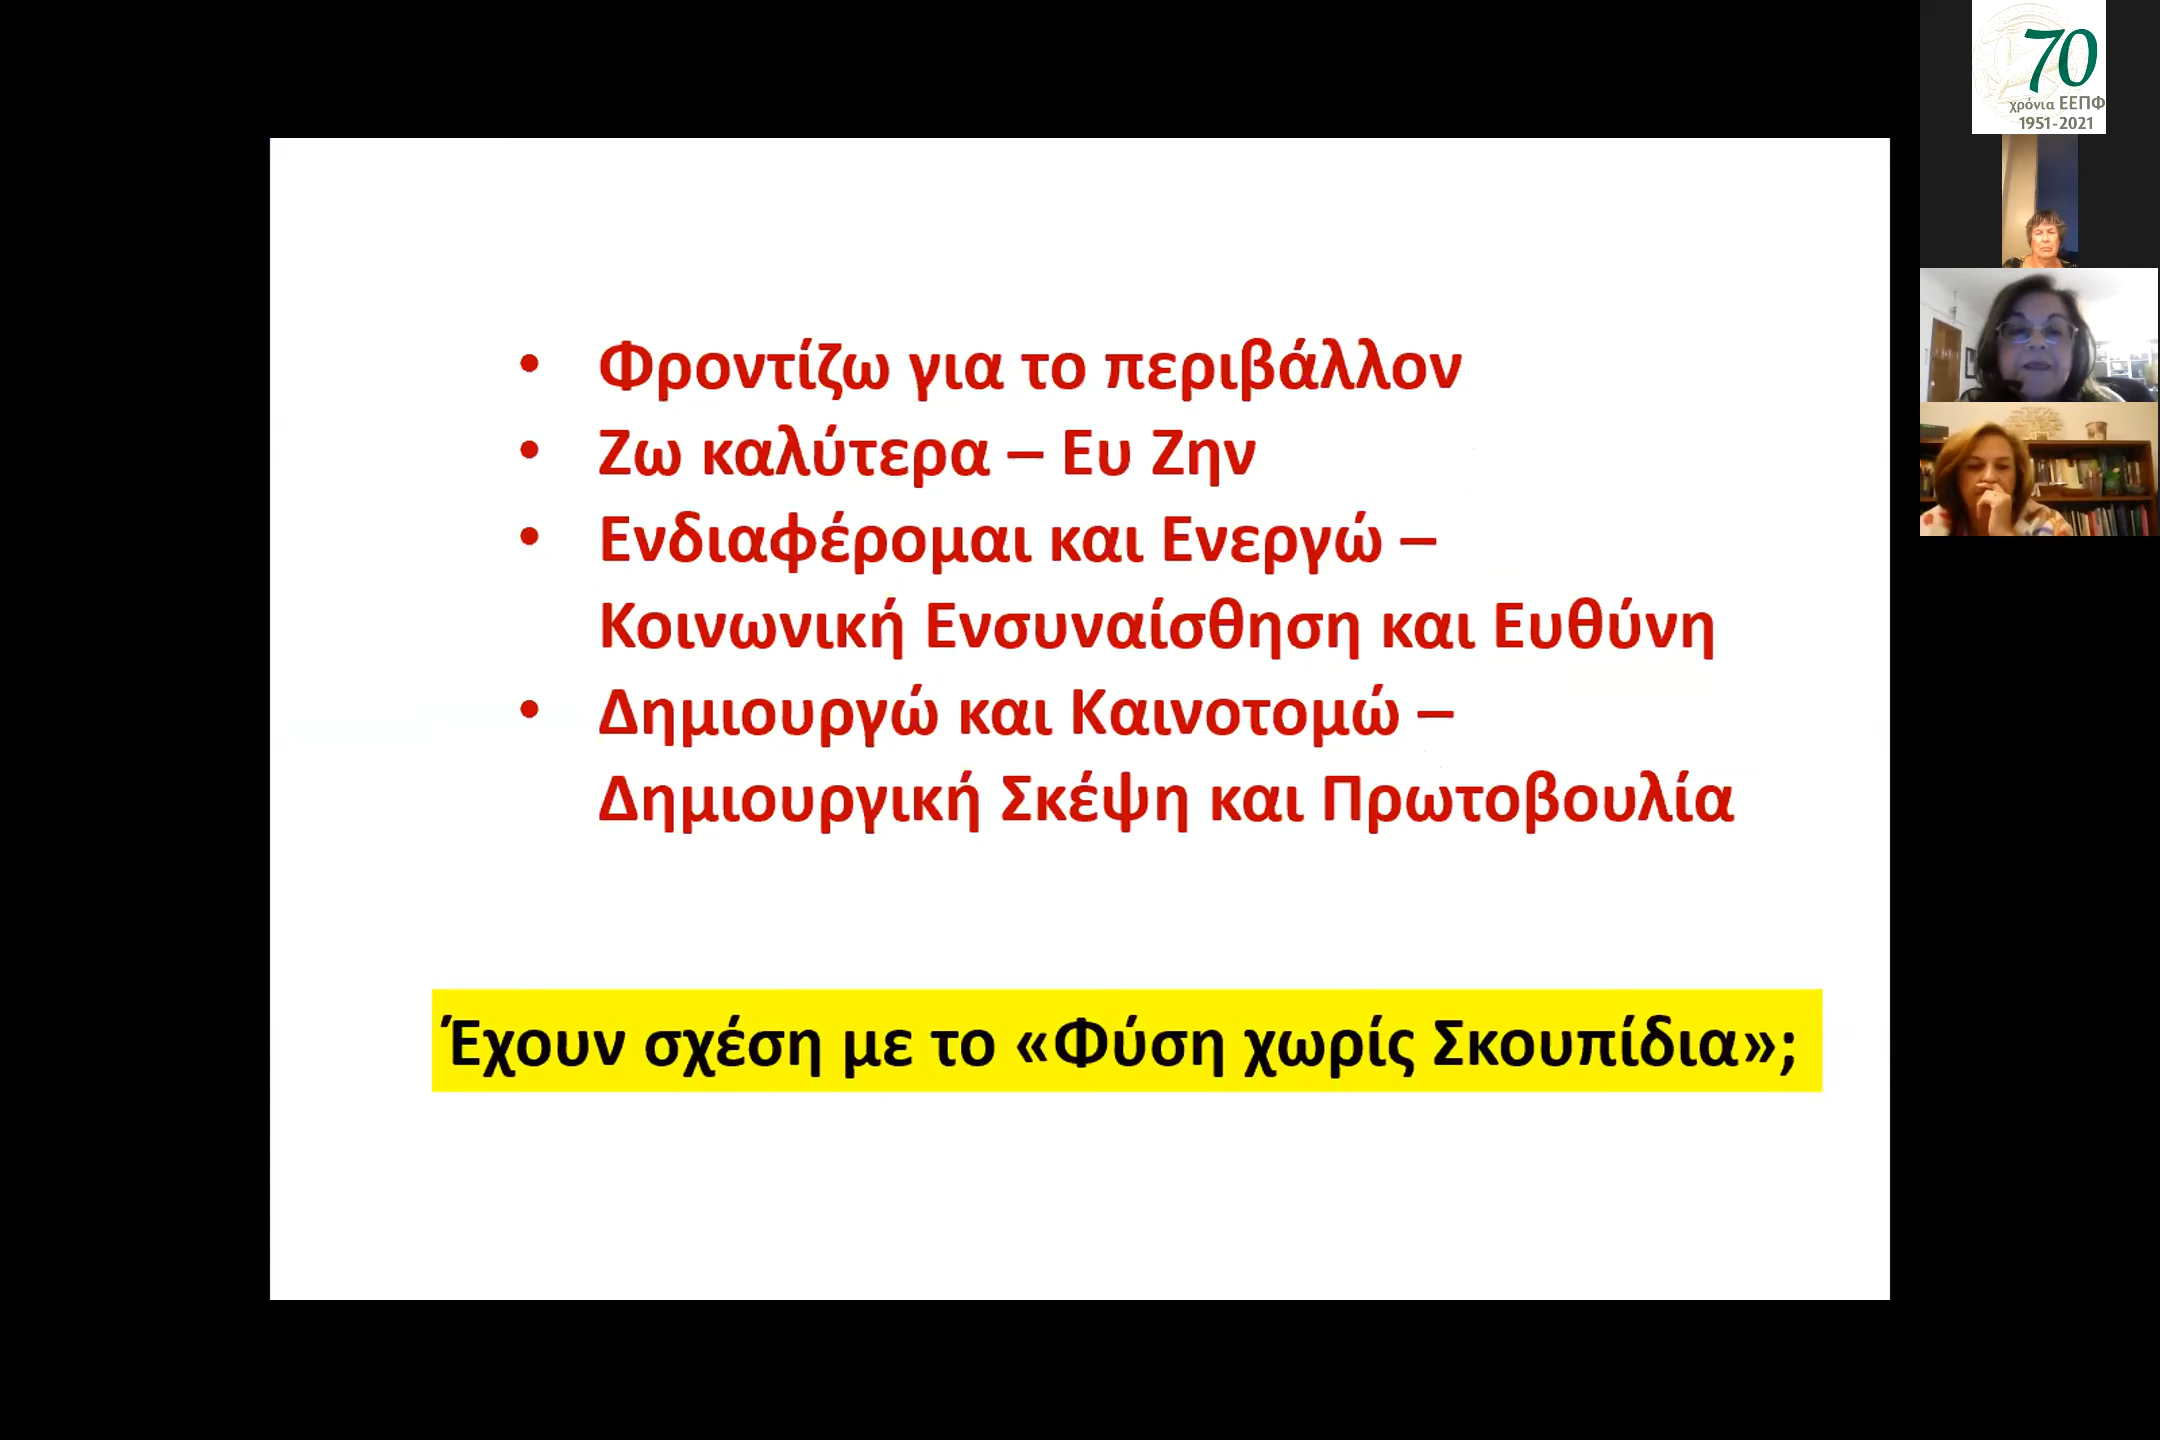 • Φροντίζω για το περιβάλλον
• Ζω καλύτερα – Ευ Ζην
• Ενδιαφέρομαι και Ενεργώ –
Κοινωνική Ενσυναίσθηση και Ευθύνη
• Δημιουργώ και Καινοτομώ –
Δημιουργική Σκέψη και Πρωτοβουλία
Έχουν σχέση με το «Φύση χωρίς Σκουπίδια»;
70
χρόνια ΕΕΠΦ
1951-2021